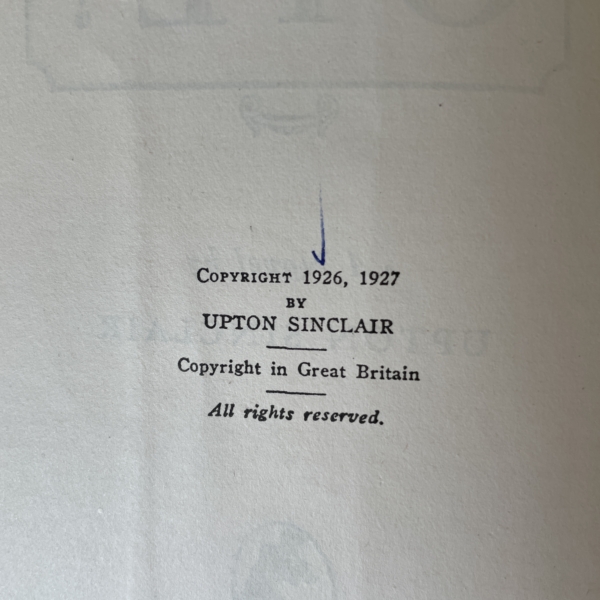 COPYRIGHT 1926, 1927
BY
UPTON SINCLAIR
Copyright in Great Britain
All rights reserved.